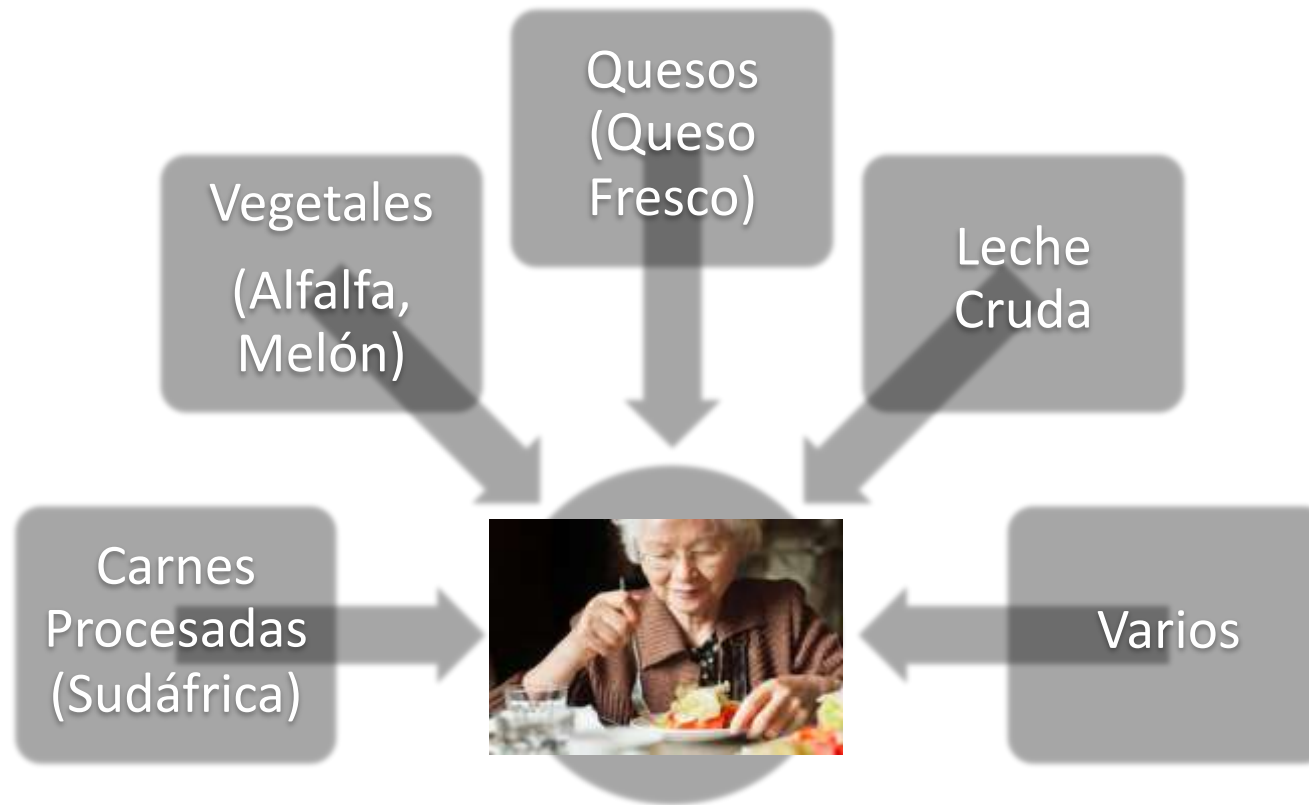 Quesos
(Queso
Fresco)
Vegetales
(Alfalfa,
Melón)
Leche
Cruda
Carnes
Procesadas
(Sudáfrica)
Varios